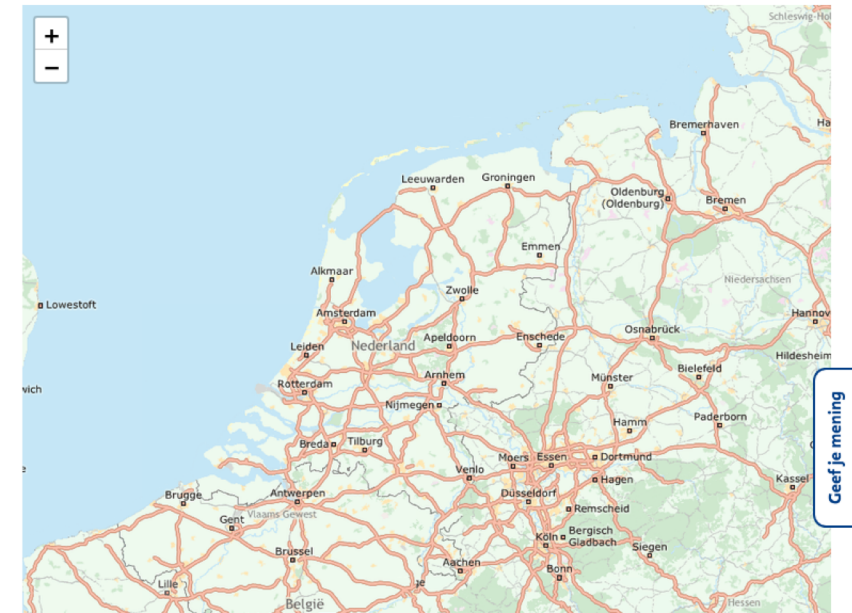 +
−
Schleswig-Hol
Bremerhaven
Ha
Leeuwarden
Groningen
Oldenburg
(Oldenburg)
Bremen
Emmen
Alkmaar
Niedersachsen
Zwolle
Lowestoft
Amsterdam
Hannov
Osnabrück
Apeldoorn
Enschede
Leiden
Nederland
Hildesheim
Bielefeld
Arnhem
Münster
Rotterdam
wich
Nijmegen
Paderborn
Hamm
Geef je mening
Breda
Tilburg
Moers
Essen
Dortmund
Venlo
Hagen
Kassel
Brugge
Antwerpen
Düsseldorf
Remscheid
Vlaams Gewest
Gent
Bergisch
Gladbach
Köln
Siegen
Brussel
Aachen
Bonn
Lille
België
Hessen